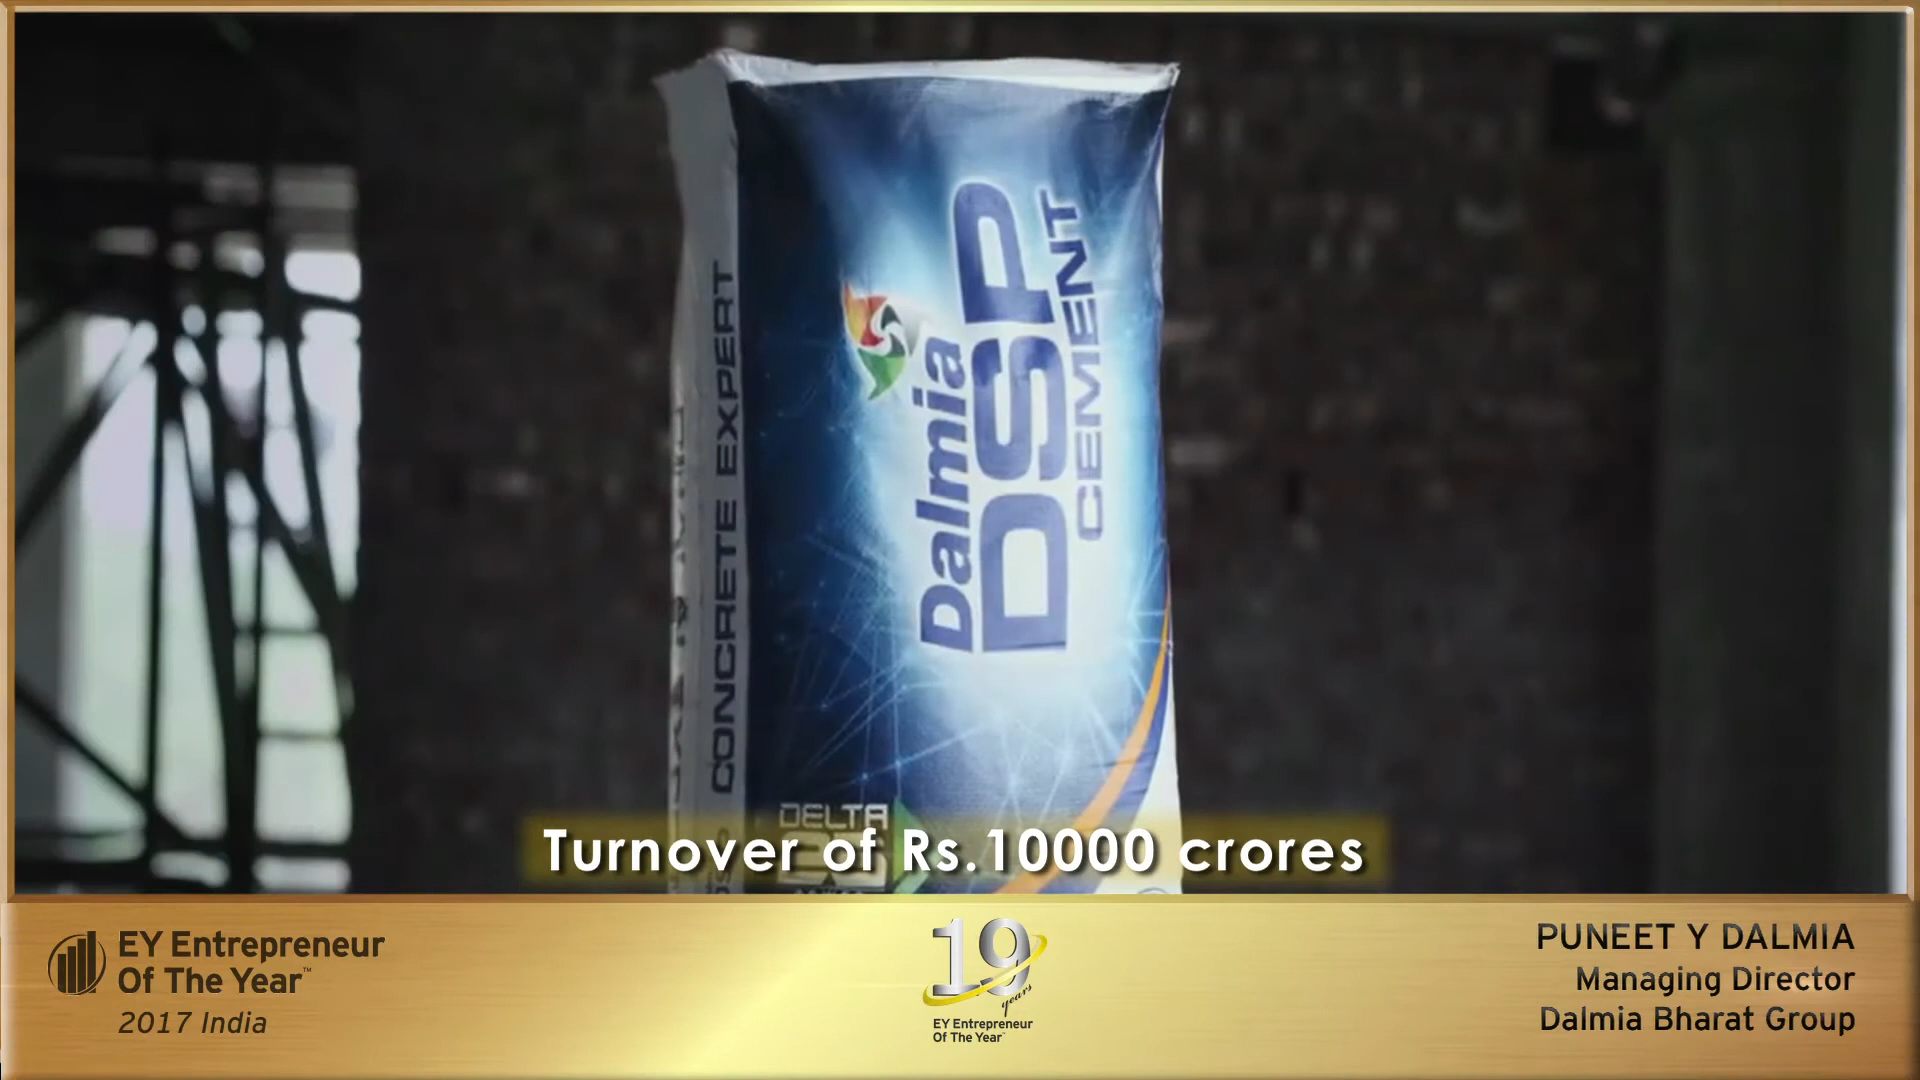 CONCRETE EXPERT
Dalmia
DSP
CEMENT
DELTA
Turnover of Rs.10000 crores
EY Entrepreneur
Of The Year™
2017 India
19
years
EY Entrepreneur
Of The Year
PUNEET Y DALMIA
Managing Director
Dalmia Bharat Group